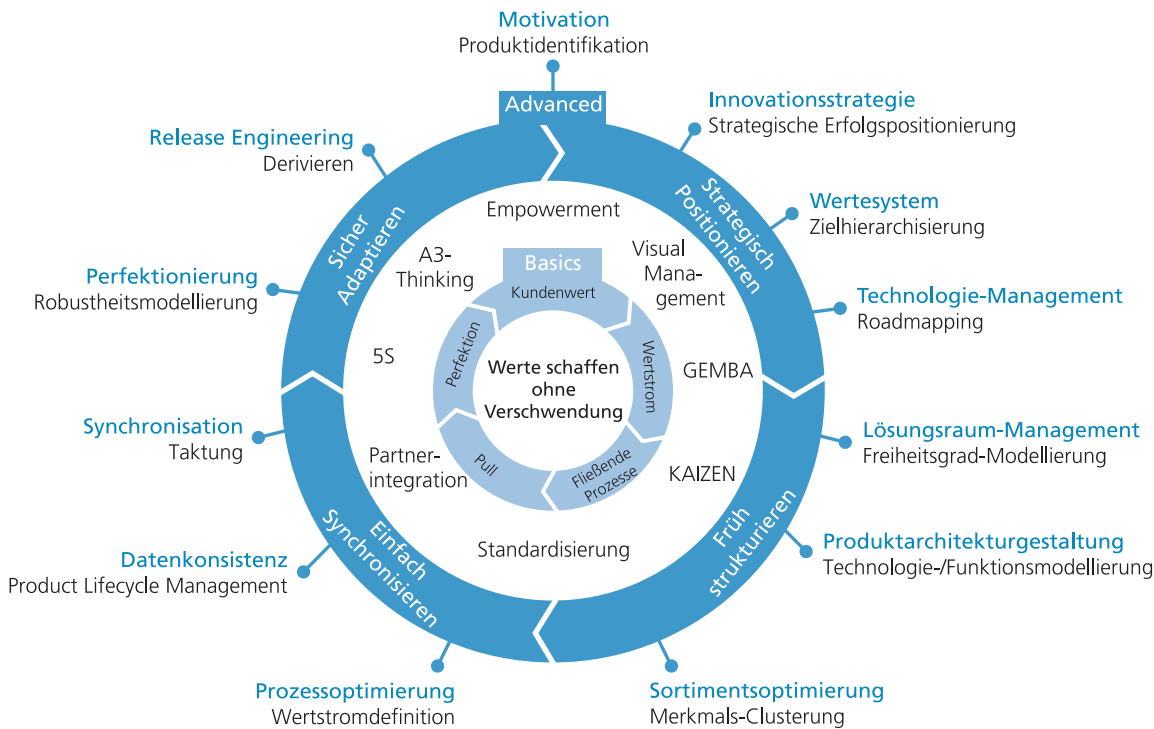 Motivation
Produktidentifikation
Advanced
Innovationsstrategie
Strategische Erfolgspositionierung
Wertesystem
Zielhierarchisierung
Technologie-Management
Roadmapping
Lösungsraum-Management
Freiheitsgrad-Modellierung
Produktarchitekturgestaltung
Technologie-/Funktionsmodellierung
Sortimentsoptimierung
Merkmals-Clusterung
Prozessoptimierung
Wertstromdefinition
Datenkonsistenz
Product Lifecycle Management
Synchronisation
Taktung
Perfektionierung
Robustheitsmodellierung
Release Engineering
Derivieren
Strategisch
Positionieren
Früh
strukturieren
Einfach
Synchronisieren
Sicher
Adaptieren
Empowerment
Visual
Mana-
gement
GEMBA
KAIZEN
Standardisierung
Partner-
integration
5S
A3-
Thinking
Basics
Kundenwert
Wertstrom
Fließende
Prozesse
Pull
Perfektion
Werte schaffen
ohne
Verschwendung